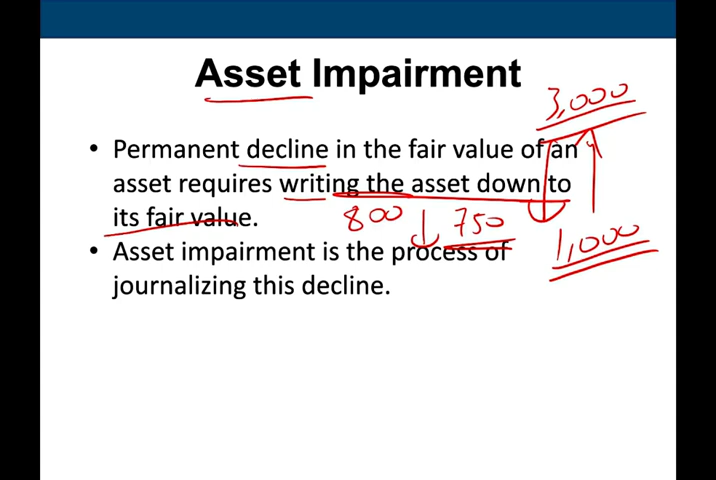 Asset Impairment
3,000
• Permanent decline in the fair value of an
asset requires writing the asset down to
its fair value.
800 750
1,000
• Asset impairment is the process of
journalizing this decline.